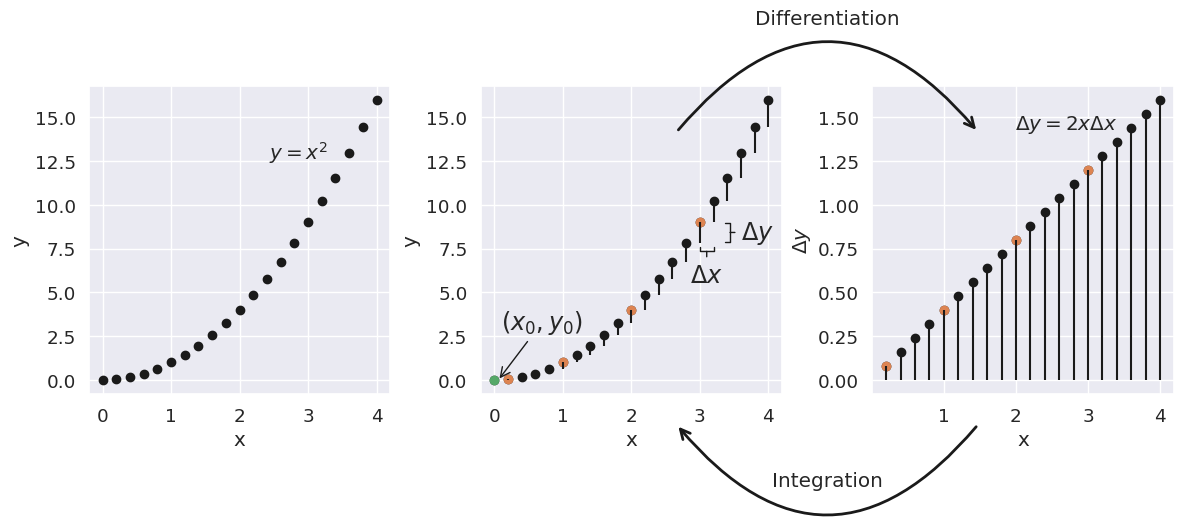 Differentiation
15.0
12.5
10.0
7.5
5.0
2.5
0.0
y
y = x²
0 1 2 3 4
x
15.0
12.5
10.0
7.5
5.0
2.5
0.0
y
Δy
Δx
(x₀, y₀)
0 1 2 3 4
x
1.50
1.25
1.00
0.75
0.50
0.25
0.00
Δy
Δy = 2xΔx
1 2 3 4
x
Integration